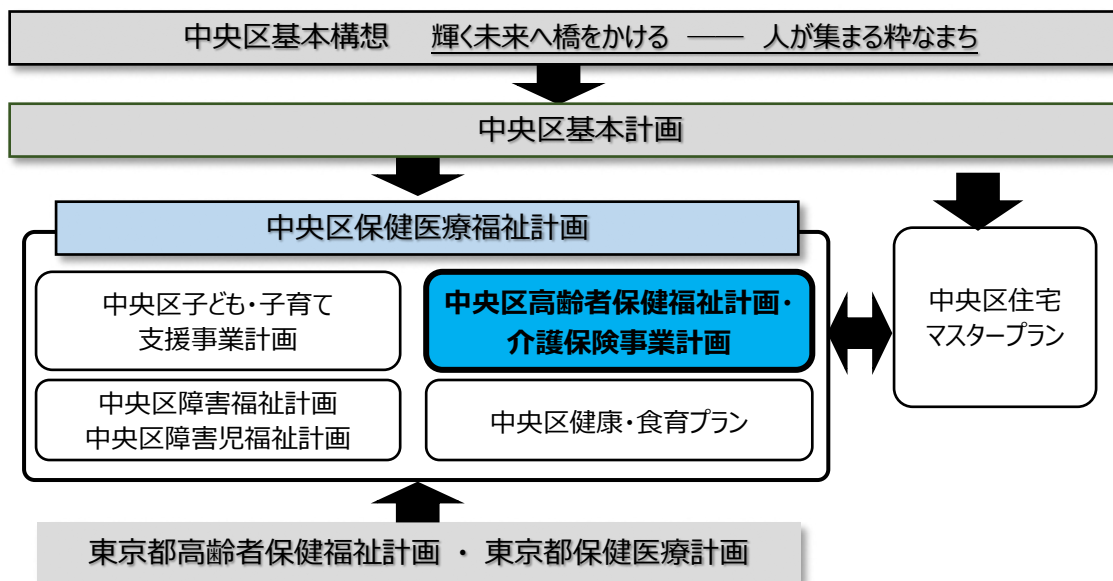 中央区基本構想 輝く未来へ橋をかける ―― 人が集まる粋なまち
中央区基本計画
中央区保健医療福祉計画
中央区子ども・子育て
支援事業計画
中央区高齢者保健福祉計画・
介護保険事業計画
中央区障害福祉計画
中央区障害児福祉計画
中央区健康・食育プラン
中央区住宅
マスタープラン
東京都高齢者保健福祉計画 ・ 東京都保健医療計画